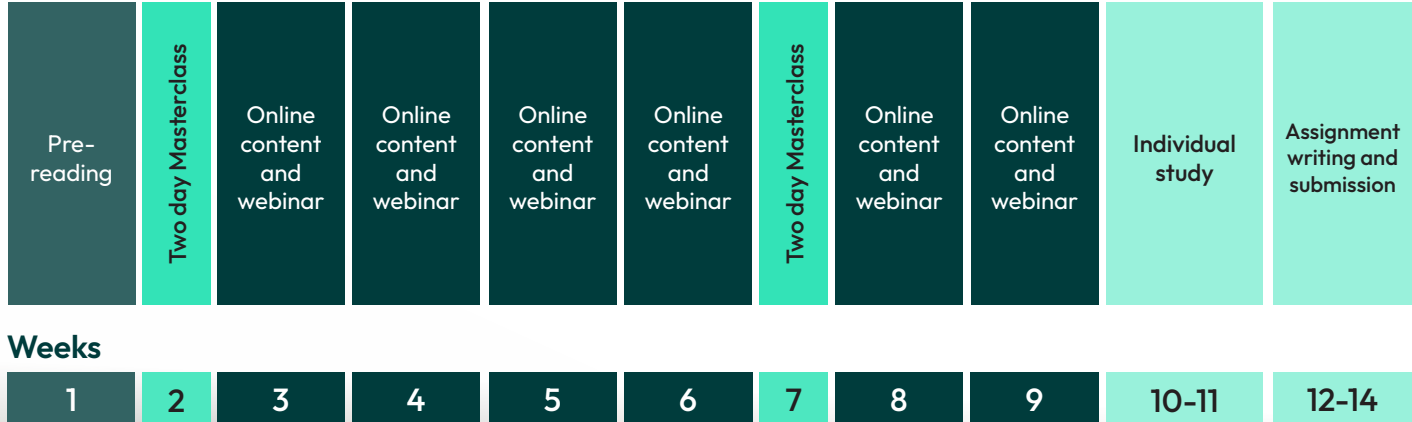 Pre-
reading
Two day Masterclass
Online
content
and
webinar
Online
content
and
webinar
Online
content
and
webinar
Online
content
and
webinar
Two day Masterclass
Online
content
and
webinar
Online
content
and
webinar
Individual
study
Assignment
writing and
submission
Weeks
1 2 3 4 5 6 7 8 9 10-11 12-14